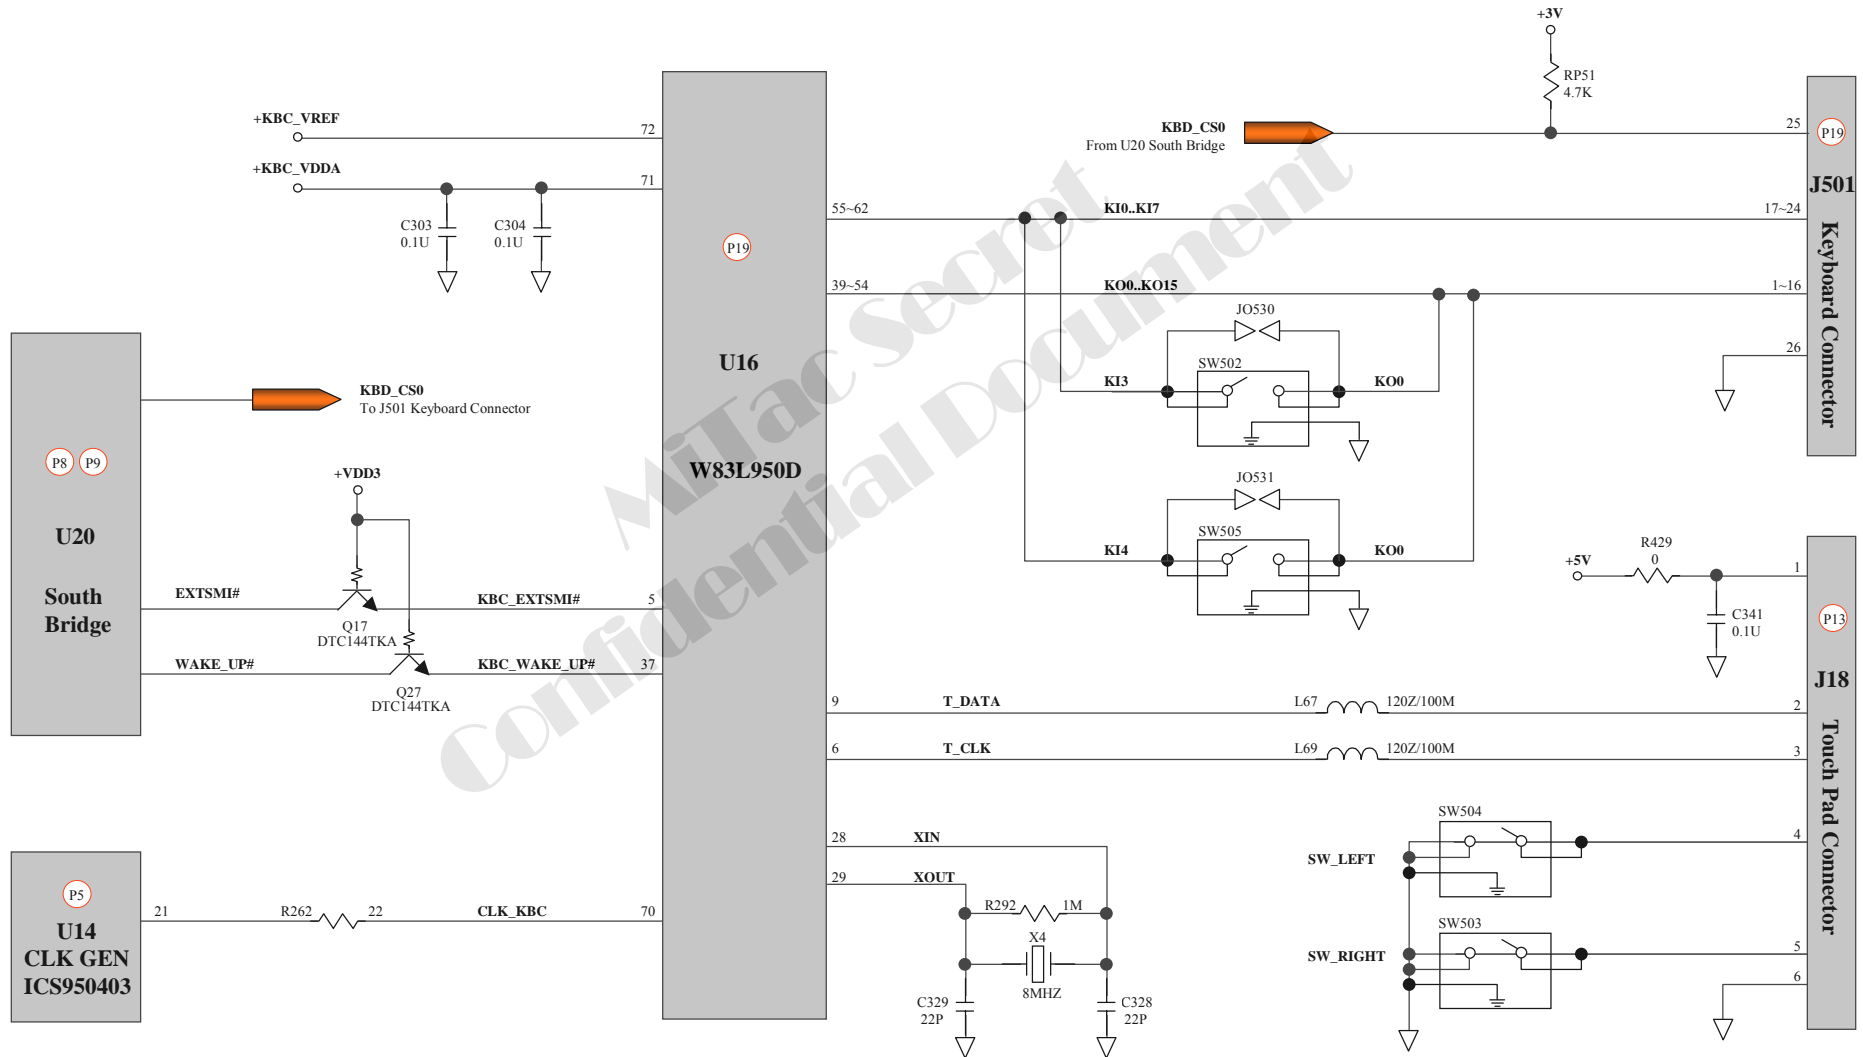 +3V
RP51
4.7K
KBD_CS0
From U20 South Bridge
25
P19
J501
Keyboard Connector
+KBC_VREF
72
+KBC_VDDA
71
C303
0.1U
C304
0.1U
P19
U16
W83L950D
55~62
KI0..KI7
17~24
39~54
KO0..KO15
1~16
JO530
SW502
KI3
KO0
26
JO531
SW505
KI4
KO0
KBD_CS0
To J501 Keyboard Connector
P8
P9
U20
South
Bridge
+VDD3
EXTSMI#
Q17
DTC144TKA
KBC_EXTSMI#
5
WAKE_UP#
Q27
DTC144TKA
KBC_WAKE_UP#
37
+5V
R429
0
1
C341
0.1U
P13
J18
Touch Pad Connector
9
T_DATA
L67
120Z/100M
2
6
T_CLK
L69
120Z/100M
3
SW504
SW_LEFT
4
SW503
SW_RIGHT
5
6
28
XIN
29
XOUT
R292
1M
X4
8MHZ
C329
22P
C328
22P
P5
U14
CLK GEN
ICS950403
21
R262
22
CLK_KBC
70
MiTac Secret
Confidential Document